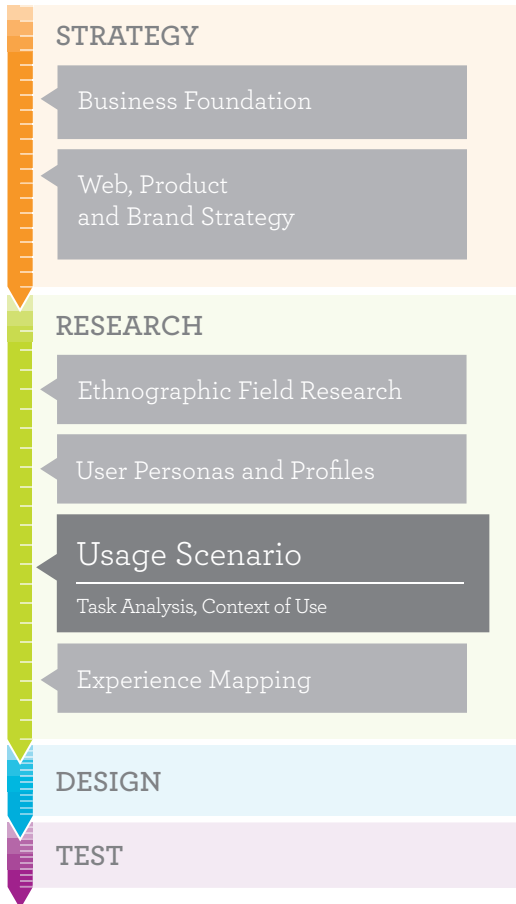 STRATEGY
Business Foundation
Web, Product
and Brand Strategy
RESEARCH
Ethnographic Field Research
User Personas and Profiles
Usage Scenario
Task Analysis, Context of Use
Experience Mapping
DESIGN
TEST